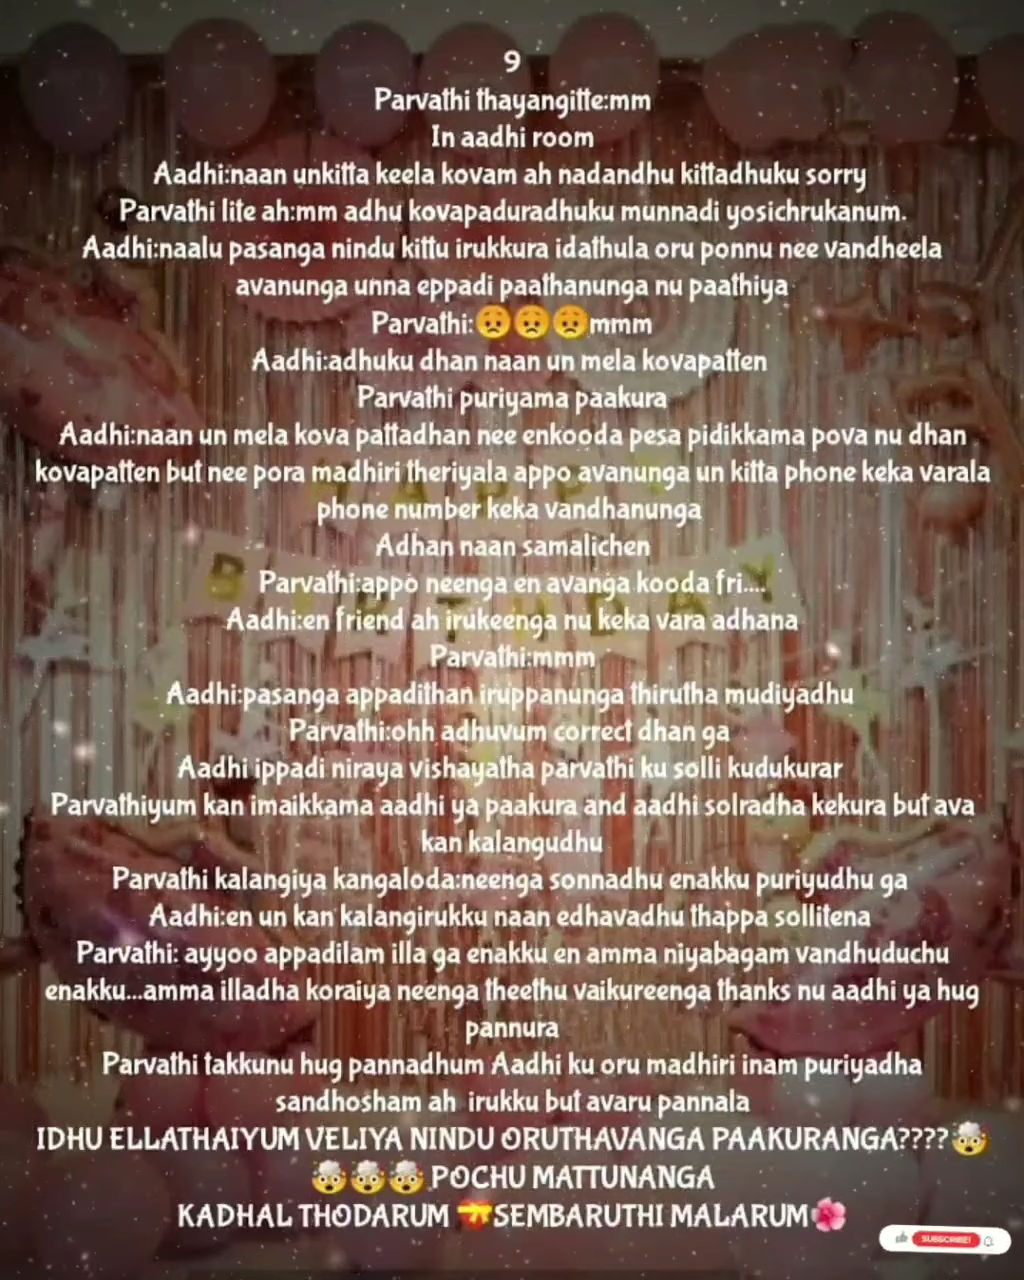 9
Parvathi thayangitte:mm
In aadhi room
Aadhi:naan unkitta keela kovam ah nadandhu kittadhuku sorry
Parvathi lite ah:mm adhu kovapaduradhuku munnadi yosichrukanum.
Aadhi:naalu pasanga nindu kittu irukkura idathula oru ponnu nee vandheela
avanunga unna eppadi paathanunga nu paathiya
Parvathi:😟😟😟mmm
Aadhi:adhuku dhan naan un mela kovapatten
Parvathi puriyama paakura
Aadhi:naan un mela kova pattadhan nee enkooda pesa pidikkama pova nu dhan
kovapatten but nee pora madhiri theriyala appo avanunga un kitta phone keka varala
phone number keka vandhanunga
Adhan naan samalichen
Parvathi:appo neenga en avanga kooda fri....
Aadhi:en friend ah irukeenga nu keka vara adhana
Parvathi:mmm
Aadhi:pasanga appadithan iruppanunga thirutha mudiyadhu
Parvathi:ohh adhuvum correct dhan ga
Aadhi ippadi niraya vishayatha parvathi ku solli kudukurar
Parvathiyum kan imaikkama aadhi ya paakura and aadhi solradha kekura but ava
kan kalangudhu
Parvathi kalangiya kangaloda:neenga sonnadhu enakku puriyudhu ga
Aadhi:en un kan kalangirukku naan edhavadhu thappa sollitena
Parvathi: ayyoo appadilam illa ga enakku en amma niyabagam vandhuduchu
enakku...amma illadha koraiya neenga theethu vaikureenga thanks nu aadhi ya hug
pannura
Parvathi takkunu hug pannadhum Aadhi ku oru madhiri inam puriyadha
sandhosham ah irukku but avaru pannala
IDHU ELLATHAIYUM VELIYA NINDU ORUTHAVANGA PAAKURANGA????🤯
🤯🤯🤯.POCHU MATTUNANGA
KADHAL THODARUM 💝SEMBARUTHI MALARUM🌺
HAPPY
BIRTHDAY
SUBSCRIBE!